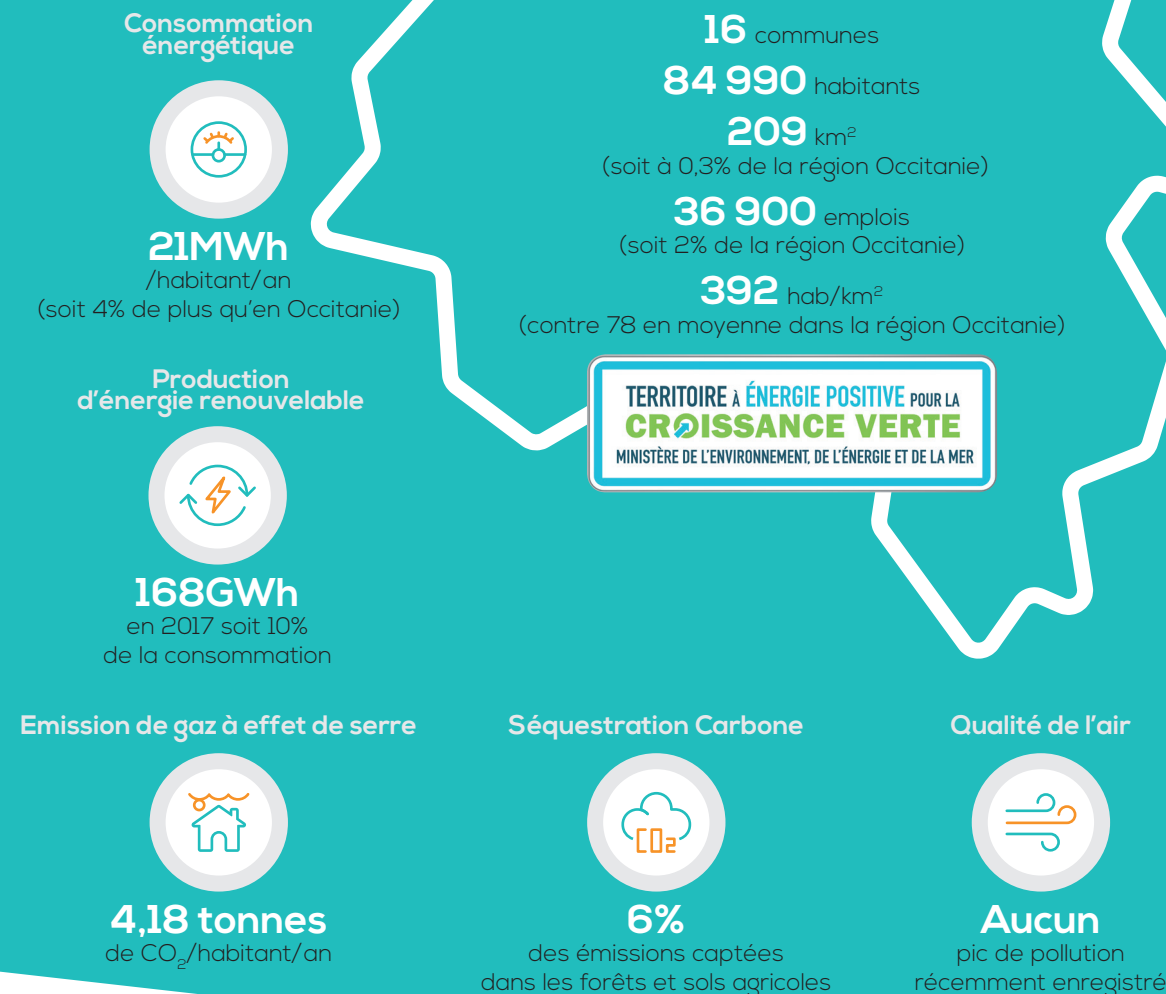 Consommation
énergétique
21MWh
/habitant/an
(soit 4% de plus qu'en Occitanie)
Production
d'énergie renouvelable
168GWh
en 2017 soit 10%
de la consommation
16 communes
84 990 habitants
209 km²
(soit à 0,3% de la région Occitanie)
36 900 emplois
(soit 2% de la région Occitanie)
392 hab/km²
(contre 78 en moyenne dans la région Occitanie)
TERRITOIRE À ÉNERGIE POSITIVE POUR LA
CROISSANCE VERTE
MINISTÈRE DE L'ENVIRONNEMENT, DE L'ÉNERGIE ET DE LA MER
Emission de gaz à effet de serre
4,18 tonnes
de CO₂/habitant/an
Séquestration Carbone
CO₂
6%
des émissions captées
dans les forêts et sols agricoles
Qualité de l'air
Aucun
pic de pollution
récemment enregistré